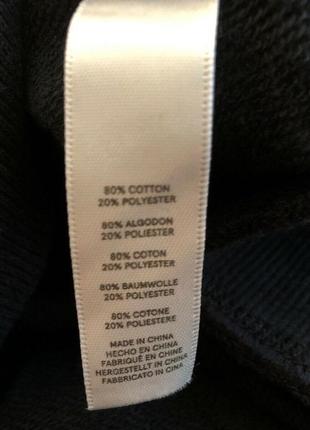 80% COTTON
20% POLYESTER
80% ALGODON
20% POLIESTER
80% COTON
20% POLYESTER
80% BAUMWOLLE
20% POLYESTER
80% COTONE
20% POLIESTERE
MADE IN CHINA
HECHO EN CHINA
FABRIQUÉ EN CHINE
HERGESTELLT IN CHINA
FABBRICATO IN CINA